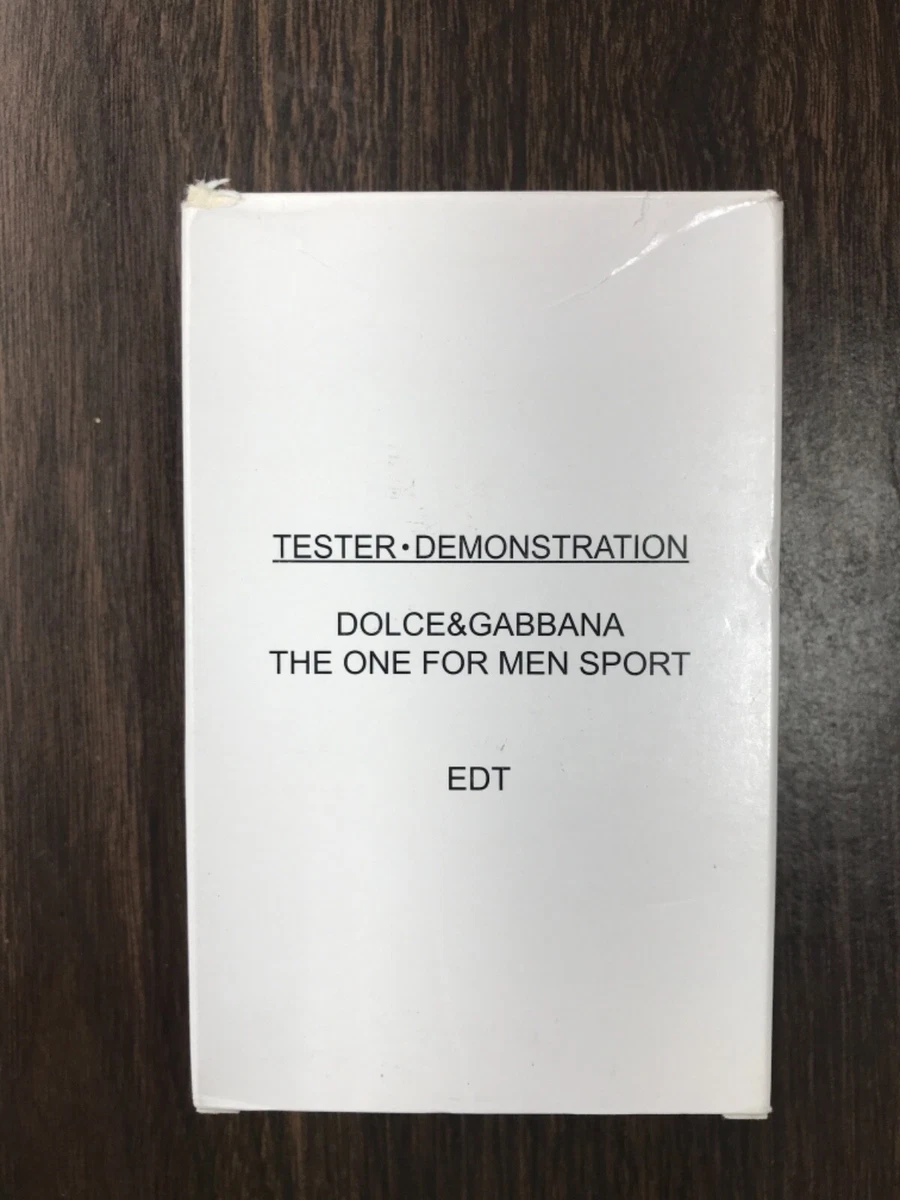 TESTER•DEMONSTRATION
DOLCE&GABBANA
THE ONE FOR MEN SPORT
EDT